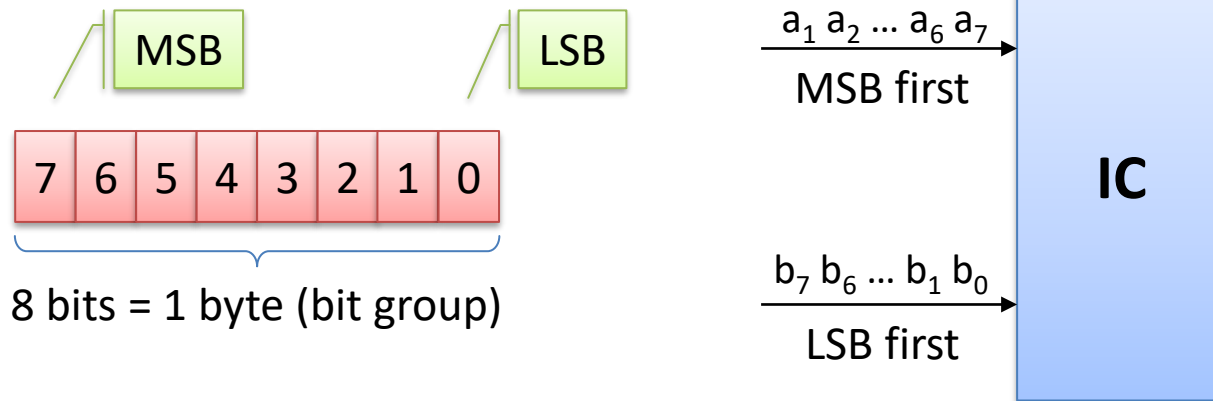 MSB
LSB
7 6 5 4 3 2 1 0
8 bits = 1 byte (bit group)
a₁ a₂ ... a₆ a₇
MSB first
b₇ b₆ ... b₁ b₀
LSB first
IC